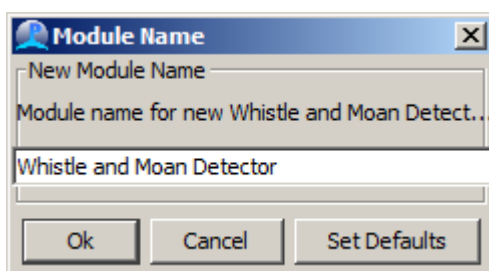 Module Name
New Module Name
Module name for new Whistle and Moan Detect...
Whistle and Moan Detector
Ok Cancel Set Defaults